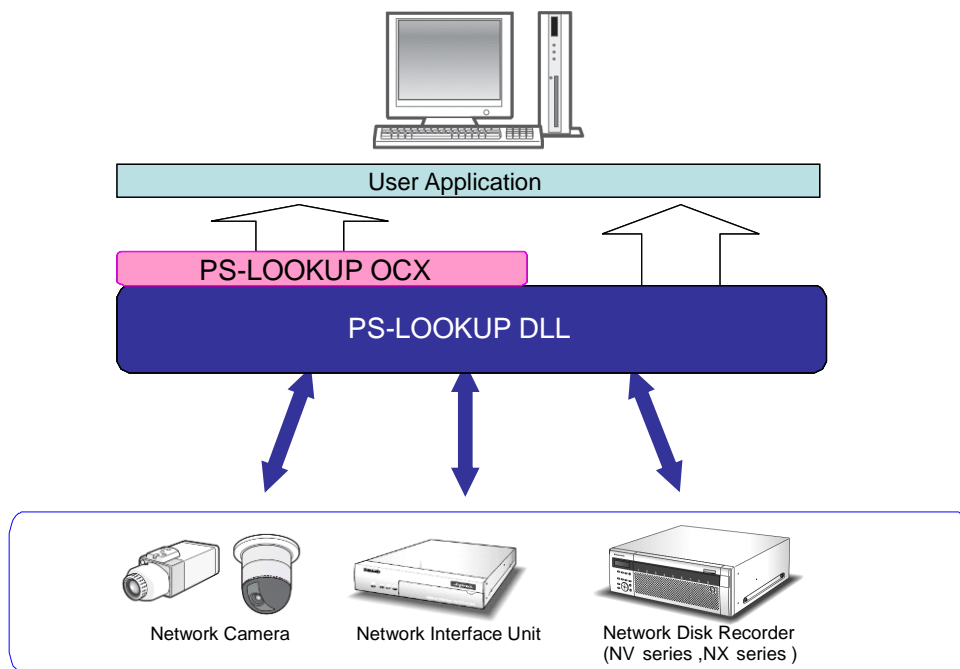 User Application
PS-LOOKUP OCX
PS-LOOKUP DLL
Network Camera
Network Interface Unit
Network Disk Recorder
(NV series ,NX series )